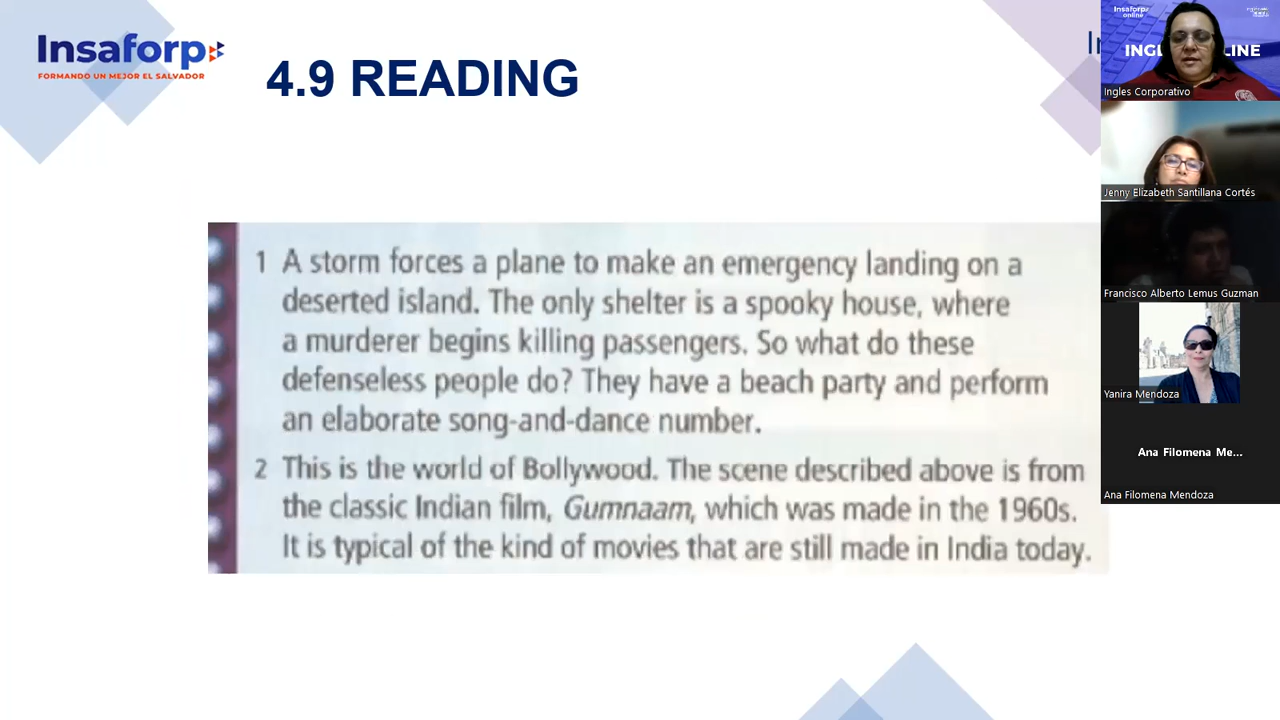 Insaforp
FORMANDO UN MEJOR EL SALVADOR
4.9 READING
1 A storm forces a plane to make an emergency landing on a
deserted island. The only shelter is a spooky house, where
a murderer begins killing passengers. So what do these
defenseless people do? They have a beach party and perform
an elaborate song-and-dance number.
2 This is the world of Bollywood. The scene described above is from
the classic Indian film, Gumnaam, which was made in the 1960s.
It is typical of the kind of movies that are still made in India today.
Insaforp
online
Ingles Corporativo
Jenny Elizabeth Santillana Cortés
Francisco Alberto Lemus Guzman
Yanira Mendoza
Ana Filomena Me...
Ana Filomena Mendoza